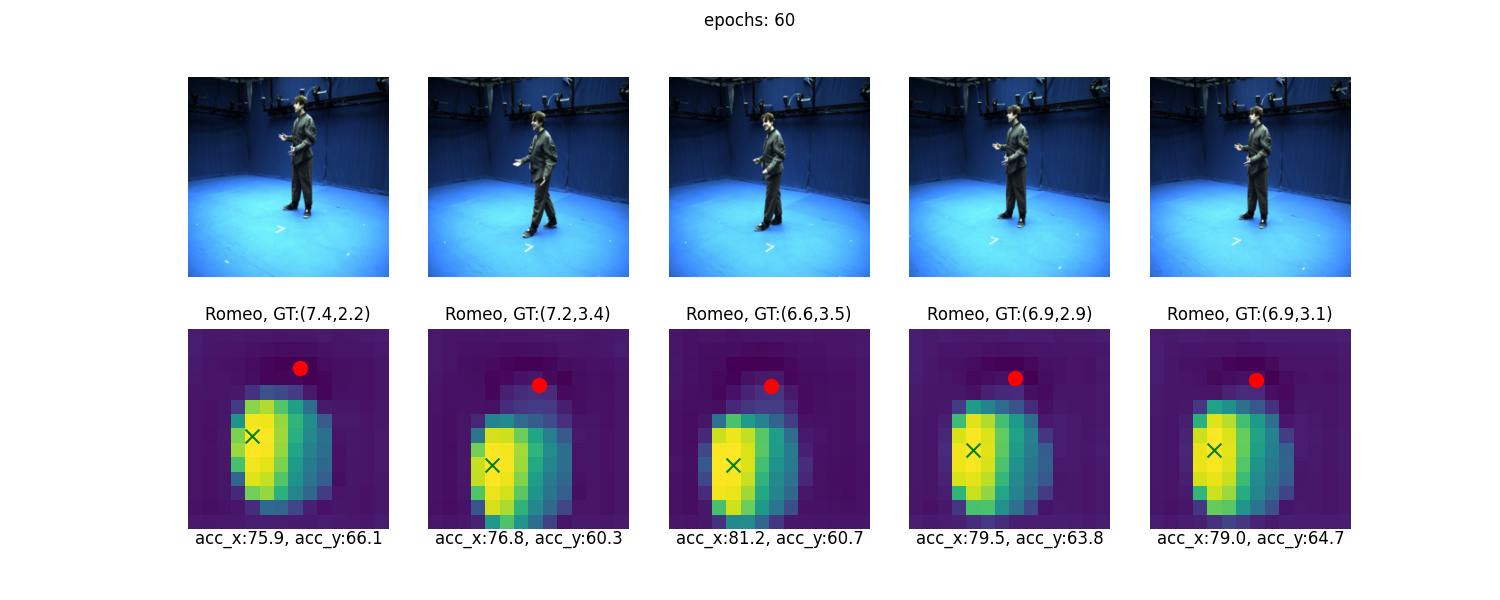 epochs: 60
Romeo, GT:(7.4,2.2)
Romeo, GT:(7.2,3.4)
Romeo, GT:(6.6,3.5)
Romeo, GT:(6.9,2.9)
Romeo, GT:(6.9,3.1)
acc_x:75.9, acc_y:66.1
acc_x:76.8, acc_y:60.3
acc_x:81.2, acc_y:60.7
acc_x:79.5, acc_y:63.8
acc_x:79.0, acc_y:64.7